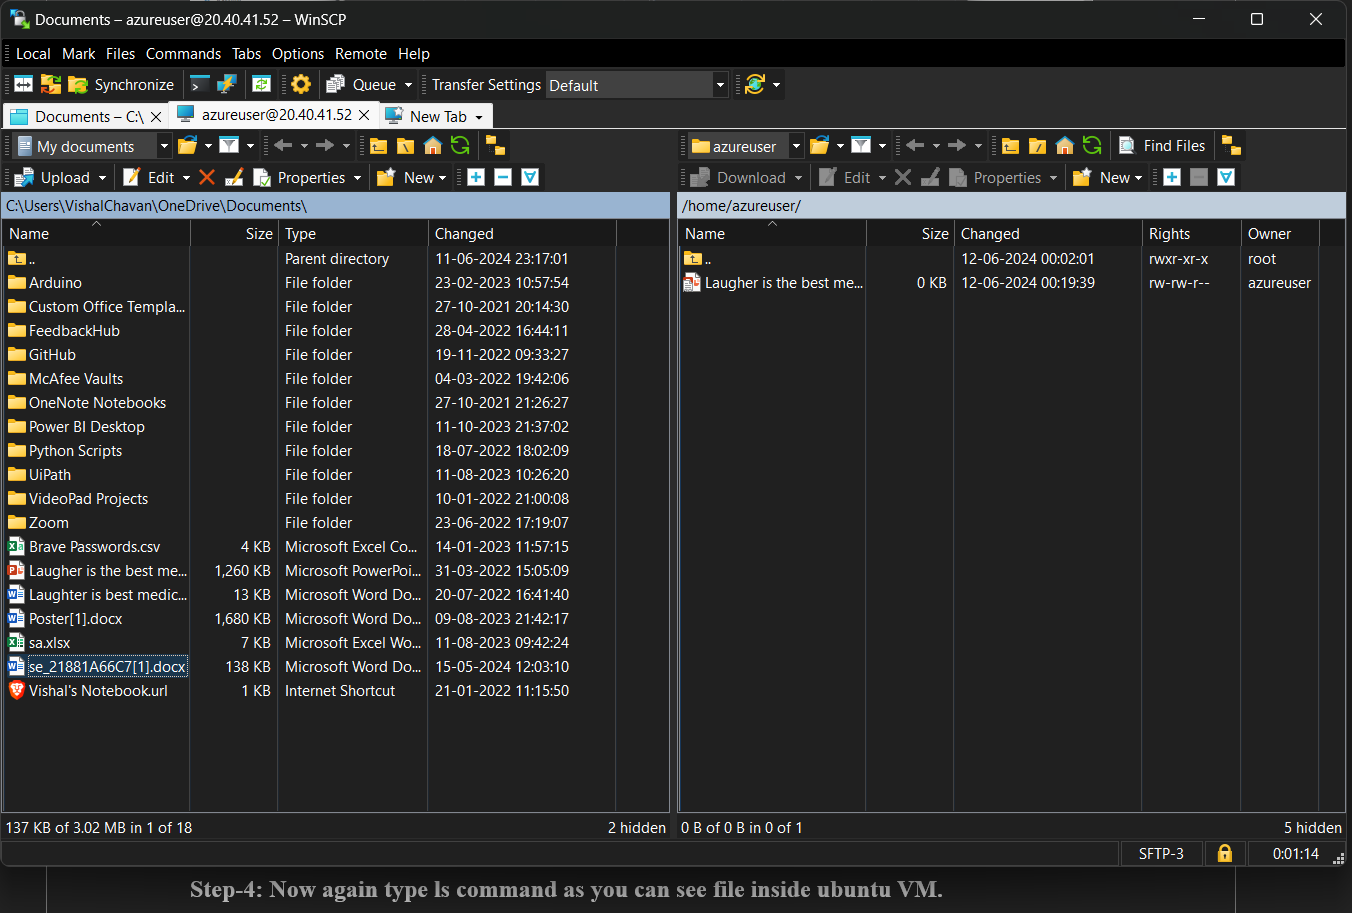 Documents – azureuser@20.40.41.52 – WinSCP
Local Mark Files Commands Tabs Options Remote Help
Synchronize Queue Transfer Settings Default
Documents – C:\ azureuser@20.40.41.52 New Tab
My documents
Upload Edit Properties New
C:\Users\VishalChavan\OneDrive\Documents\
Name Size Type Changed
.. Parent directory 11-06-2024 23:17:01
Arduino File folder 23-02-2023 10:57:54
Custom Office Templa... File folder 27-10-2021 20:14:30
FeedbackHub File folder 28-04-2022 16:44:11
GitHub File folder 19-11-2022 09:33:27
McAfee Vaults File folder 04-03-2022 19:42:06
OneNote Notebooks File folder 27-10-2021 21:26:27
Power BI Desktop File folder 11-10-2023 21:37:02
Python Scripts File folder 18-07-2022 18:02:09
UiPath File folder 11-08-2023 10:26:20
VideoPad Projects File folder 10-01-2022 21:00:08
Zoom File folder 23-06-2022 17:19:07
Brave Passwords.csv 4 KB Microsoft Excel Co... 14-01-2023 11:57:15
Laugher is the best me... 1,260 KB Microsoft PowerPoi... 31-03-2022 15:05:09
Laughter is best medic... 13 KB Microsoft Word Do... 20-07-2022 16:41:40
Poster[1].docx 1,680 KB Microsoft Word Do... 09-08-2023 21:42:17
sa.xlsx 7 KB Microsoft Excel Wo... 11-08-2023 09:42:24
se_21881A66C7[1].docx 138 KB Microsoft Word Do... 15-05-2024 12:03:10
Vishal's Notebook.url 1 KB Internet Shortcut 21-01-2022 11:15:50
137 KB of 3.02 MB in 1 of 18 2 hidden
azureuser Find Files
Download Edit Properties New
/home/azureuser/
Name Size Changed Rights Owner
.. 12-06-2024 00:02:01 rwxr-xr-x root
Laugher is the best me... 0 KB 12-06-2024 00:19:39 rw-rw-r-- azureuser
0 B of 0 B in 0 of 1 5 hidden
SFTP-3 0:01:14
Step-4: Now again type ls command as you can see file inside ubuntu VM.